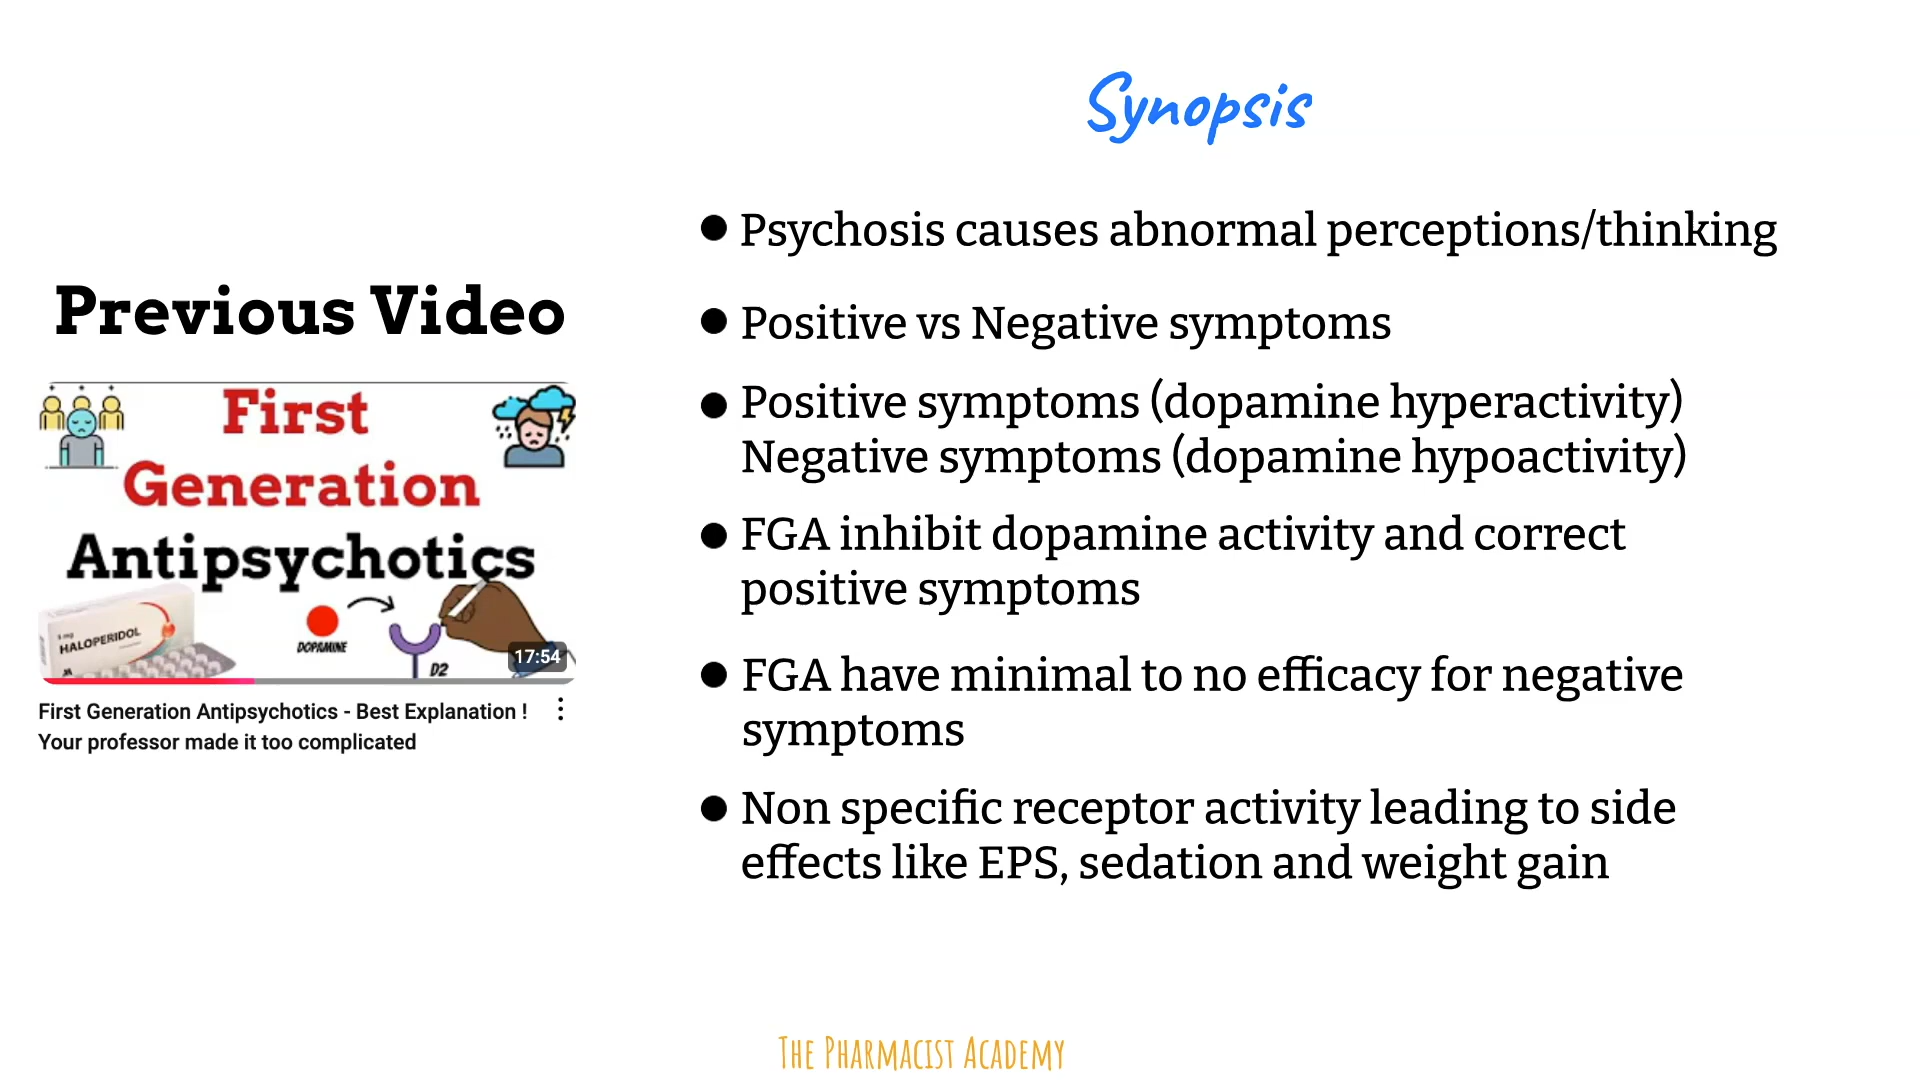 Synopsis
Previous Video
First
Generation
Antipsychotics
5 mg
HALOPERIDOL
DOPAMINE
D2
17:54
First Generation Antipsychotics - Best Explanation !
Your professor made it too complicated
Psychosis causes abnormal perceptions/thinking
Positive vs Negative symptoms
Positive symptoms (dopamine hyperactivity)
Negative symptoms (dopamine hypoactivity)
FGA inhibit dopamine activity and correct
positive symptoms
FGA have minimal to no efficacy for negative
symptoms
Non specific receptor activity leading to side
effects like EPS, sedation and weight gain
The Pharmacist Academy